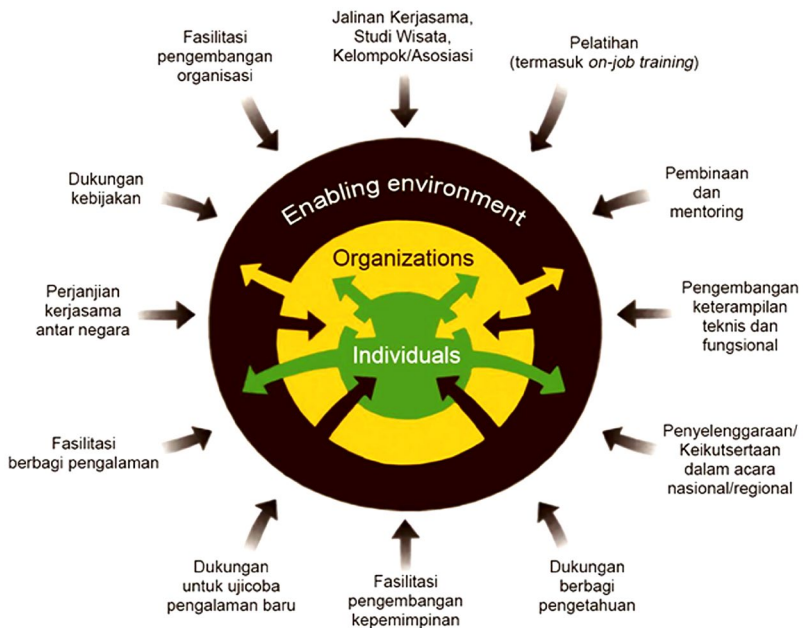 Jalinan Kerjasama,
Studi Wisata,
Kelompok/Asosiasi
Pelatihan
(termasuk on-job training)
Pembinaan
dan
mentoring
Pengembangan
keterampilan
teknis dan
fungsional
Penyelenggaraan/
Keikutsertaan
dalam acara
nasional/regional
Dukungan
berbagi
pengetahuan
Fasilitasi
pengembangan
kepemimpinan
Dukungan
untuk ujicoba
pengalaman baru
Fasilitasi
berbagi pengalaman
Perjanjian
kerjasama
antar negara
Dukungan
kebijakan
Fasilitasi
pengembangan
organisasi
Enabling environment
Organizations
Individuals